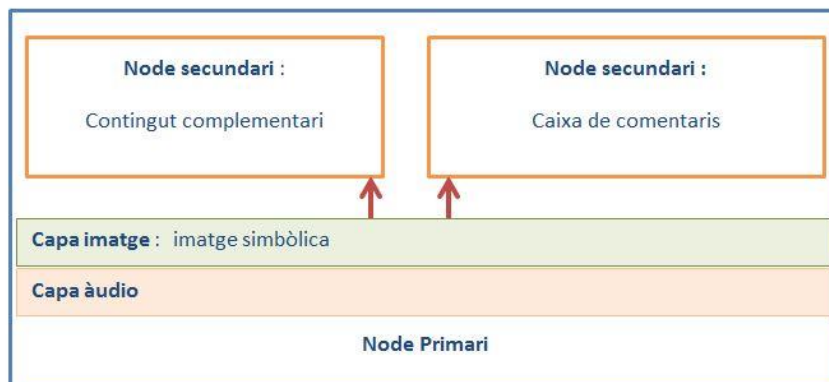 Node secundari :
Contingut complementari
Node secundari :
Caixa de comentaris
Capa imatge : imatge simbòlica
Capa àudio
Node Primari